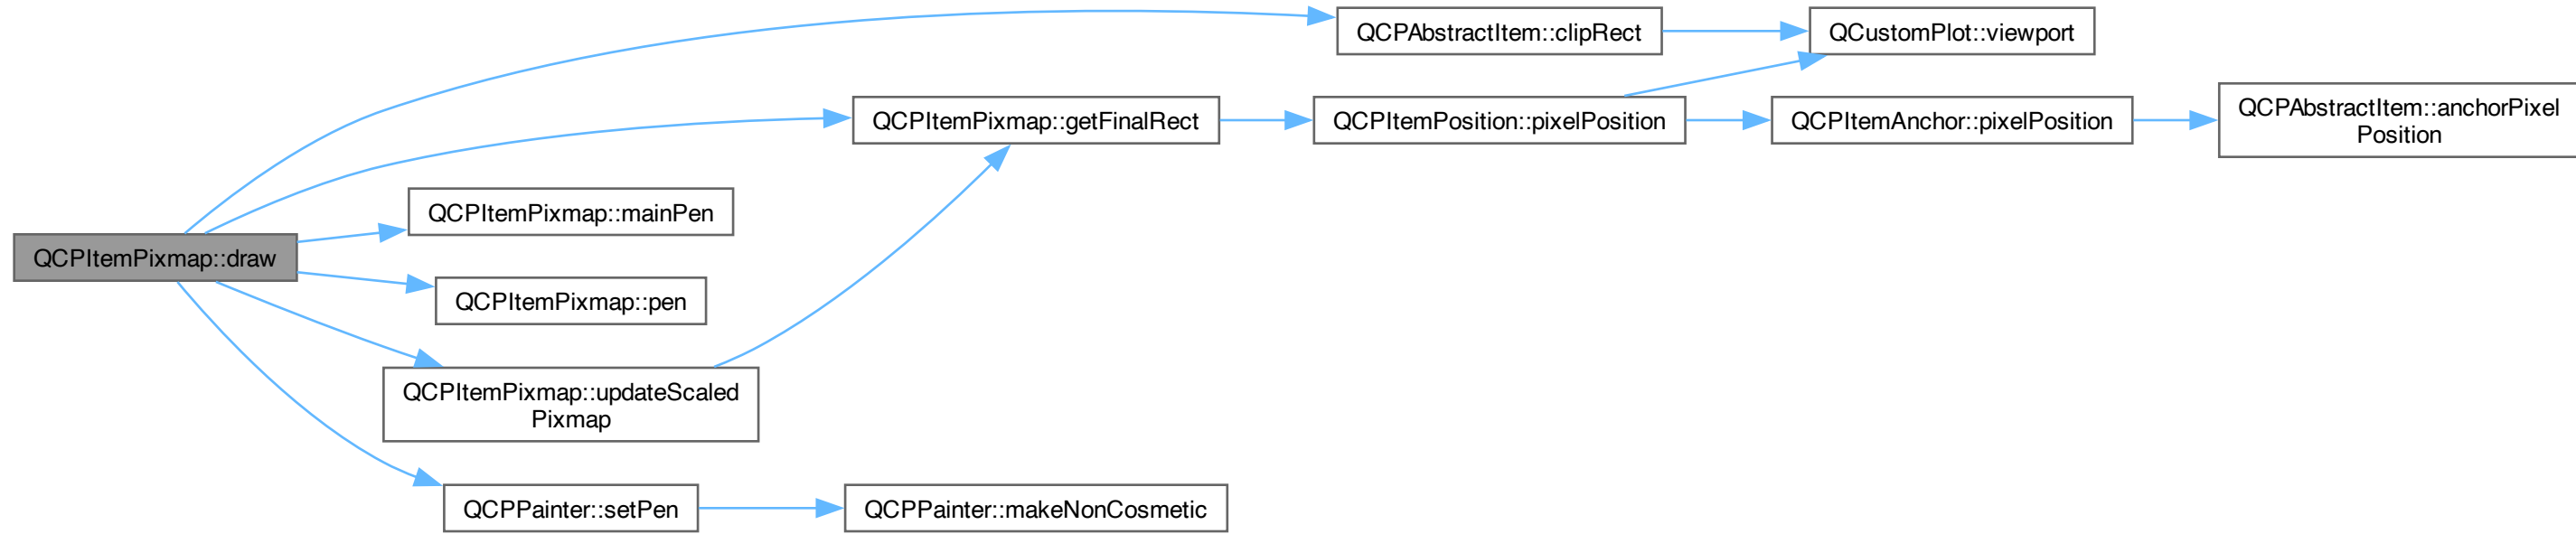 QCPAbstractItem::clipRect
QCustomPlot::viewport
QCPItemPixmap::getFinalRect
QCPItemPosition::pixelPosition
QCPItemAnchor::pixelPosition
QCPAbstractItem::anchorPixel
Position
QCPItemPixmap::mainPen
QCPItemPixmap::draw
QCPItemPixmap::pen
QCPItemPixmap::updateScaled
Pixmap
QCPPainter::setPen
QCPPainter::makeNonCosmetic